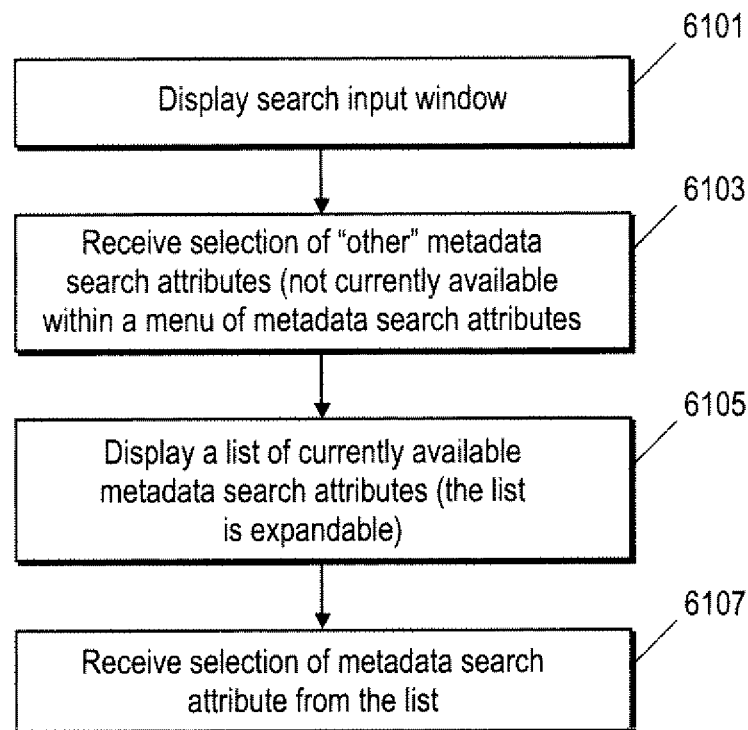 6101
Display search input window
6103
Receive selection of “other” metadata
search attributes (not currently available
within a menu of metadata search attributes
6105
Display a list of currently available
metadata search attributes (the list
is expandable)
6107
Receive selection of metadata search
attribute from the list